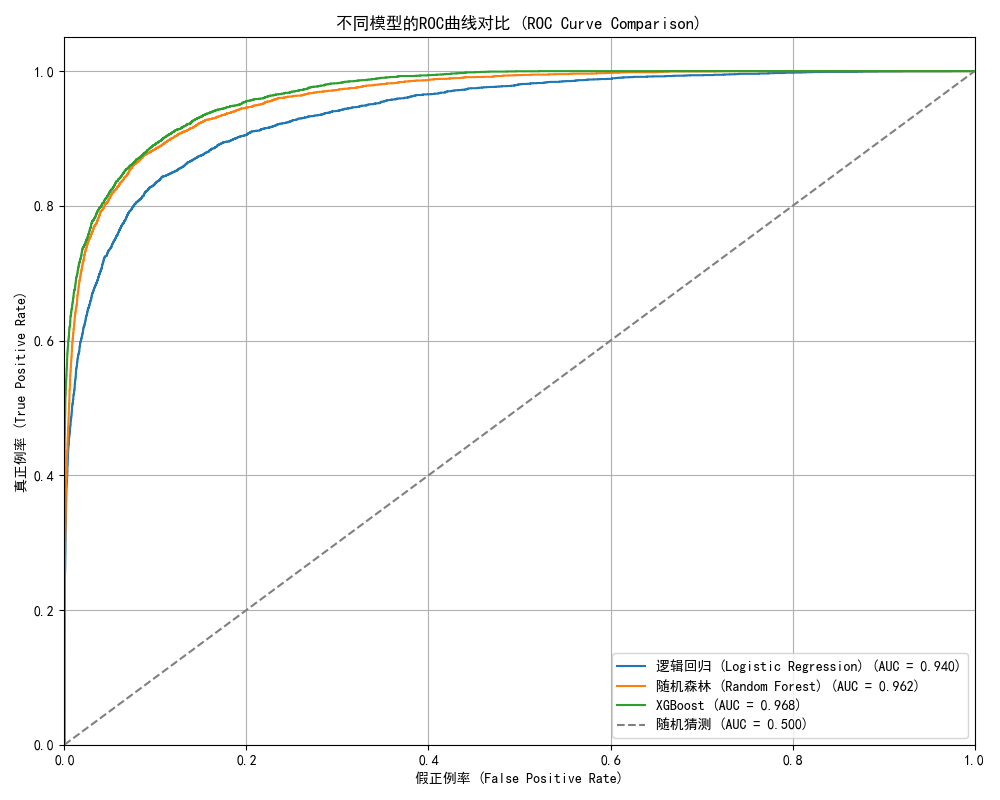 不同模型的ROC曲线对比 (ROC Curve Comparison)
真正例率 (True Positive Rate)
1.0
0.8
0.6
0.4
0.2
0.0
0.0 0.2 0.4 0.6 0.8 1.0
假正例率 (False Positive Rate)
逻辑回归 (Logistic Regression) (AUC = 0.940)
随机森林 (Random Forest) (AUC = 0.962)
XGBoost (AUC = 0.968)
随机猜测 (AUC = 0.500)